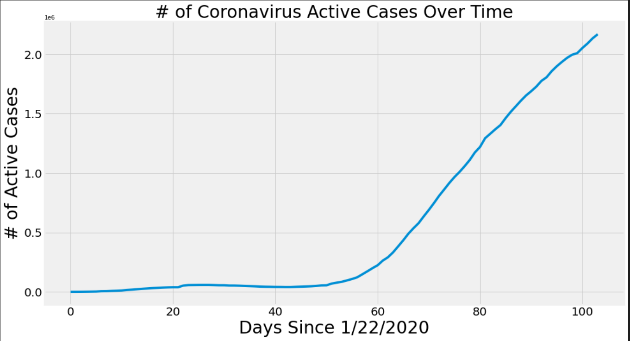 # of Coronavirus Active Cases Over Time
1e6
2.0
1.5
1.0
0.5
0.0
# of Active Cases
0 20 40 60 80 100
Days Since 1/22/2020